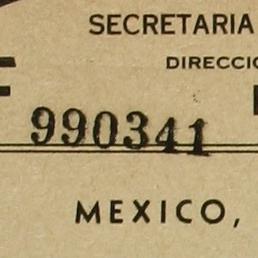 SECRETARIA
DIRECCIO
990341
MEXICO,